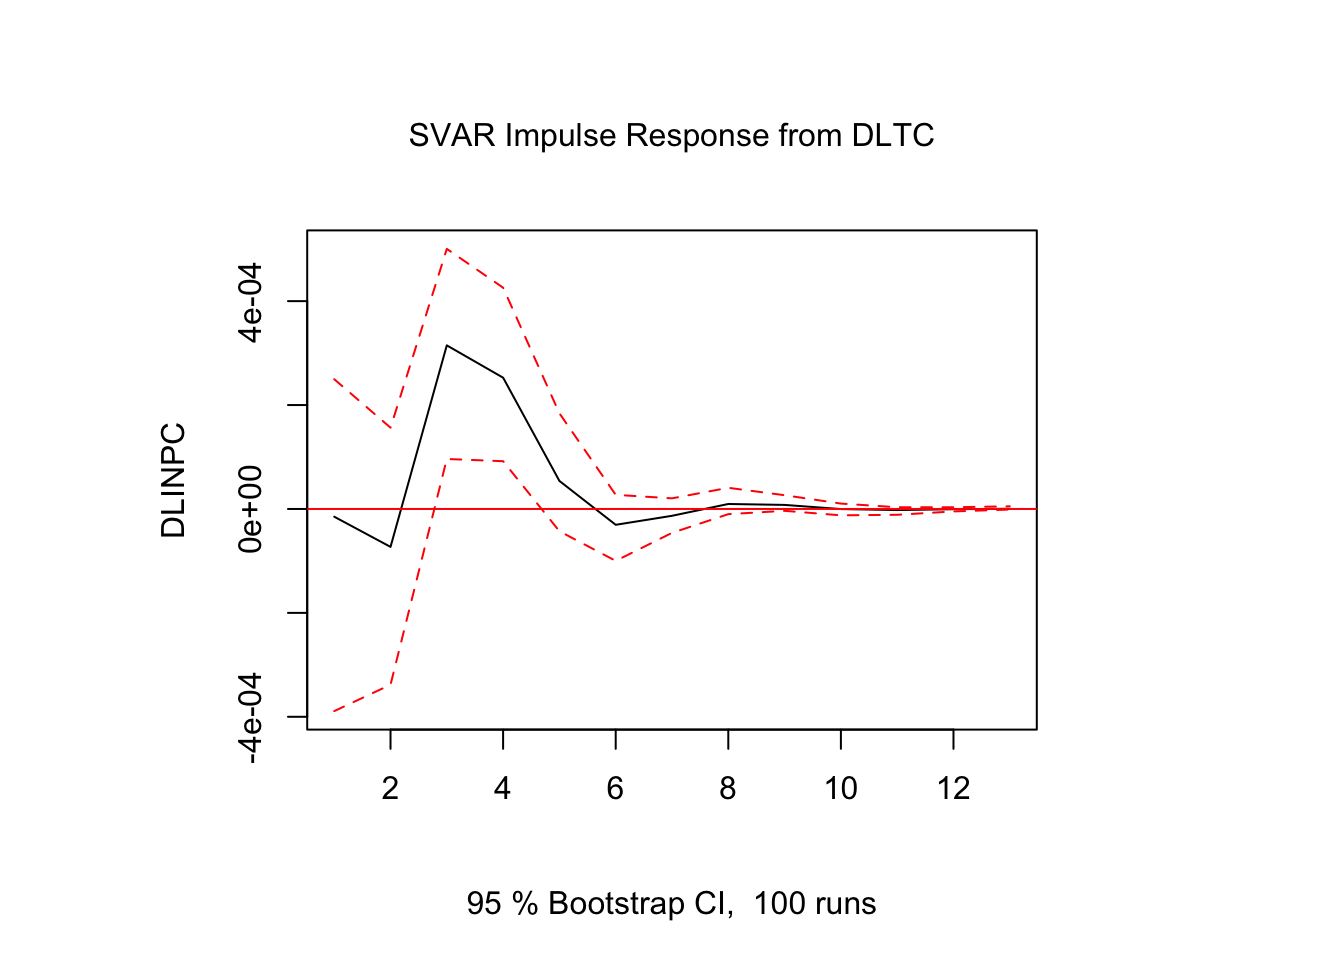 SVAR Impulse Response from DLTC
DLINPC
4e-04
0e+00
-4e-04
2 4 6 8 10 12
95 % Bootstrap CI,  100 runs